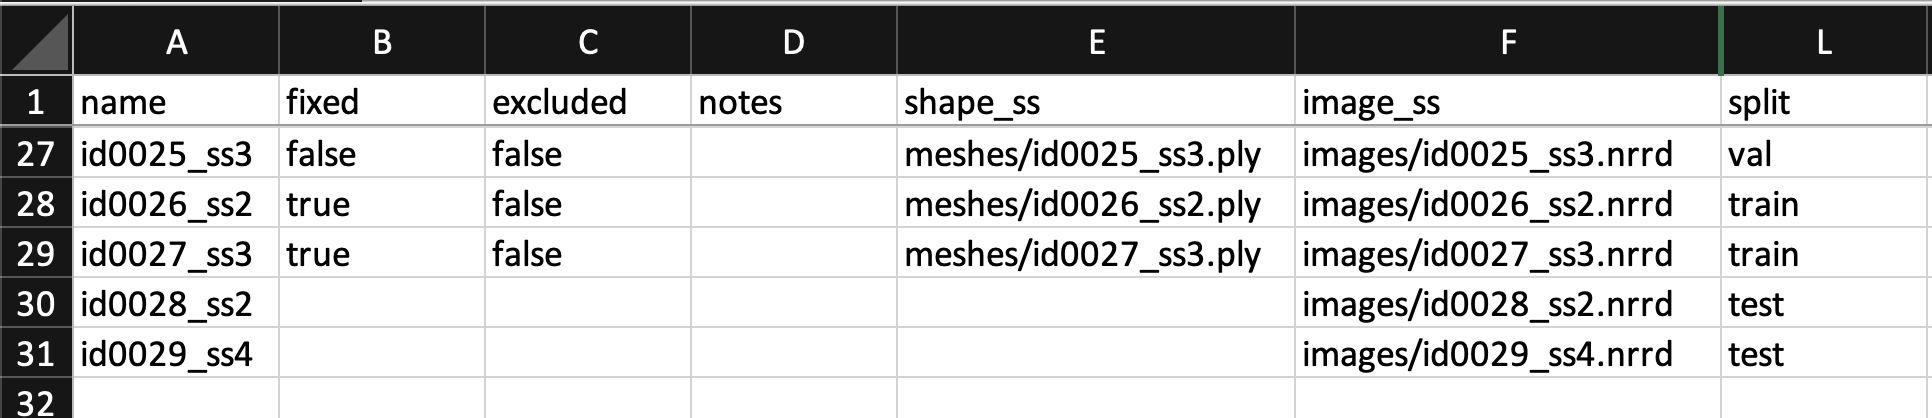 A B C D E F L
1 name fixed excluded notes shape_ss image_ss split
27 id0025_ss3 false false meshes/id0025_ss3.ply images/id0025_ss3.nrrd val
28 id0026_ss2 true false meshes/id0026_ss2.ply images/id0026_ss2.nrrd train
29 id0027_ss3 true false meshes/id0027_ss3.ply images/id0027_ss3.nrrd train
30 id0028_ss2 images/id0028_ss2.nrrd test
31 id0029_ss4 images/id0029_ss4.nrrd test
32